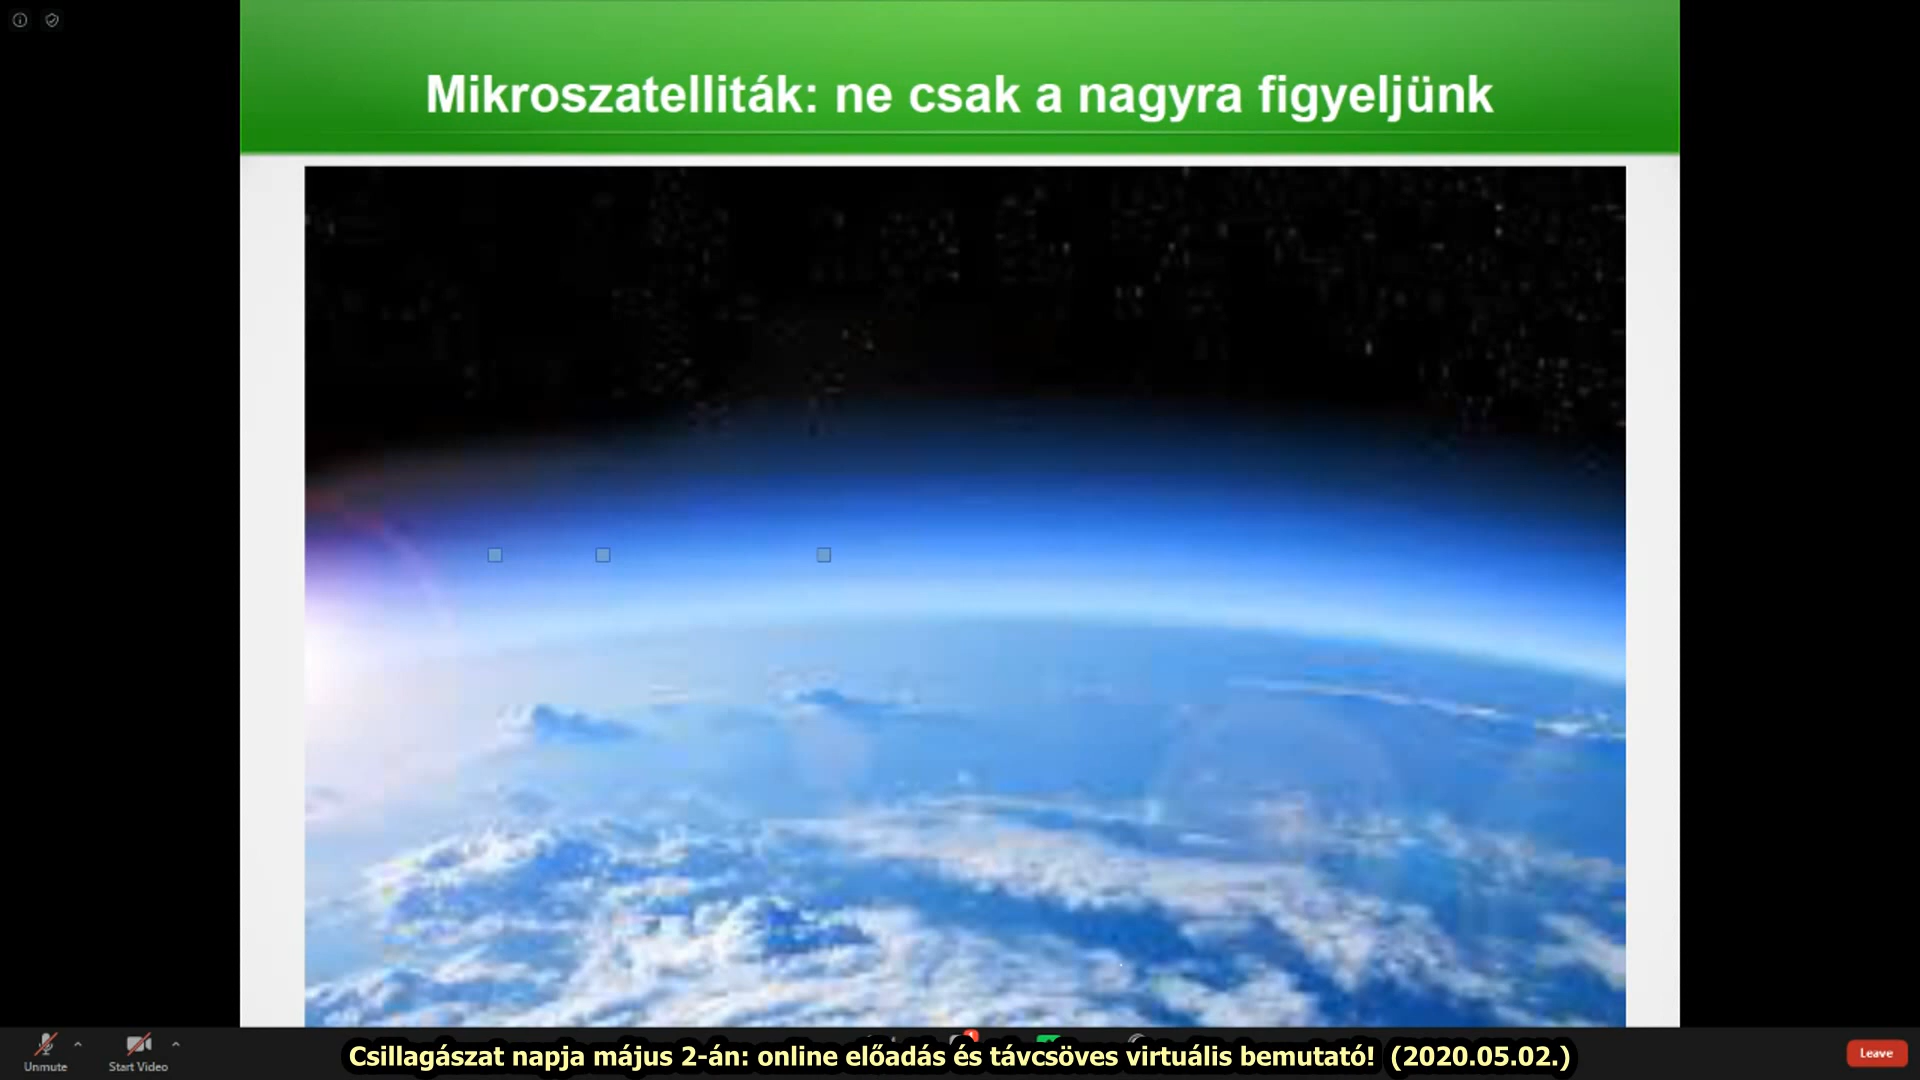 Mikroszatelliták: ne csak a nagyra figyeljünk
Csillagászat napja május 2-án: online előadás és távcsöves virtuális bemutató! (2020.05.02.)
Unmute
Start Video
Leave